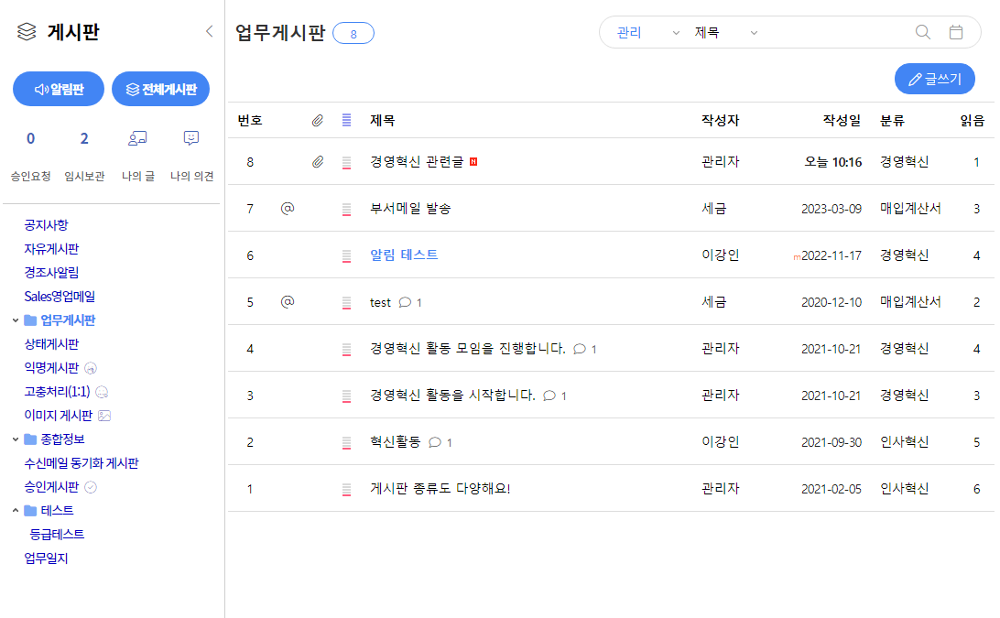 게시판
알림판 전체게시판
0 2
승인요청 임시보관 나의 글 나의 의견
공지사항
자유게시판
경조사알림
Sales영업메일
업무게시판
상태게시판
익명게시판
고충처리(1:1)
이미지 게시판
종합정보
수신메일 동기화 게시판
승인게시판
테스트
등급테스트
업무일지
업무게시판 8
관리 제목
글쓰기
번호 제목 작성자 작성일 분류 읽음
8 경영혁신 관련글 N 관리자 오늘 10:16 경영혁신 1
7 @ 부서메일 발송 세금 2023-03-09 매입계산서 3
6 알림 테스트 이강인 m2022-11-17 경영혁신 4
5 @ test 1 세금 2020-12-10 매입계산서 2
4 경영혁신 활동 모임을 진행합니다. 1 관리자 2021-10-21 경영혁신 4
3 경영혁신 활동을 시작합니다. 1 관리자 2021-10-21 경영혁신 3
2 혁신활동 1 이강인 2021-09-30 인사혁신 5
1 게시판 종류도 다양해요! 관리자 2021-02-05 인사혁신 6